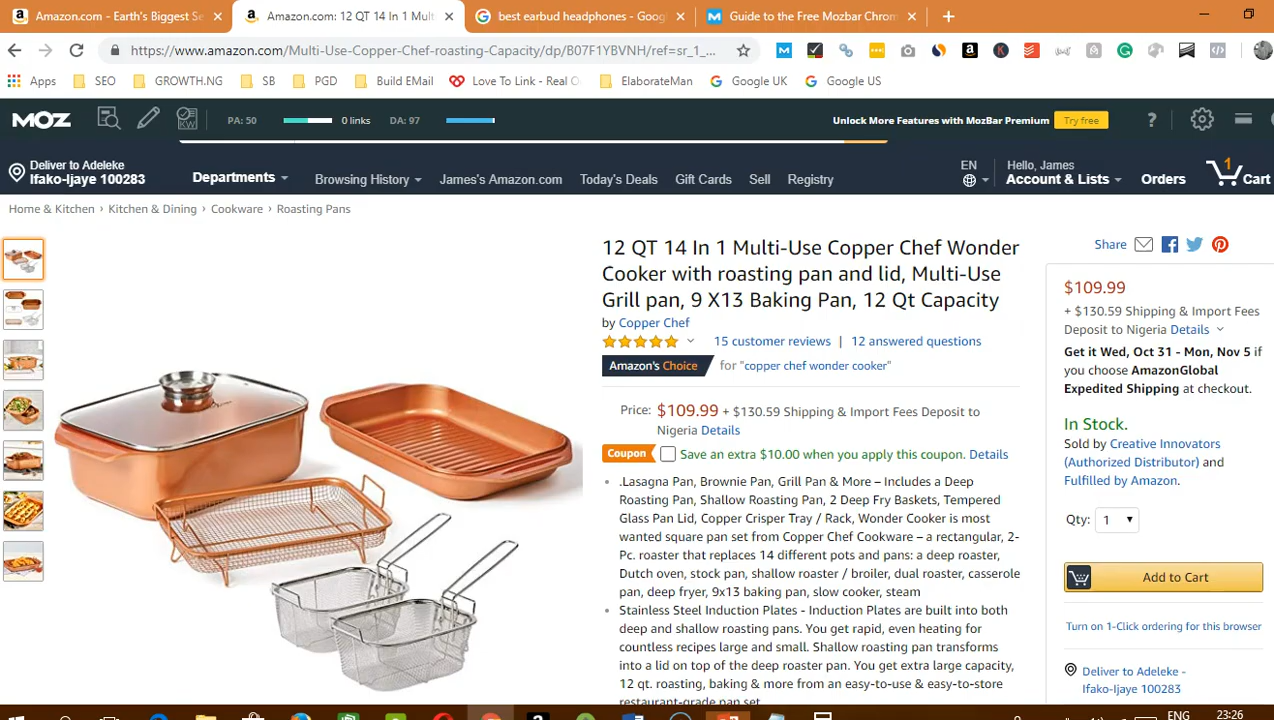 Amazon.com - Earth's Biggest Se
Amazon.com: 12 QT 14 In 1 Mult
best earbud headphones - Goog
Guide to the Free Mozbar Chrom
https://www.amazon.com/Multi-Use-Copper-Chef-roasting-Capacity/dp/B07F1YBVNH/ref=sr_1_...
Apps SEO GROWTH.NG SB PGD Build EMail Love To Link - Real C ElaborateMan Google UK Google US
MOZ KW PA: 50 0 links DA: 97 Unlock More Features with MozBar Premium Try free ?
Deliver to Adeleke
Ifako-Ijaye 100283
Departments Browsing History James's Amazon.com Today's Deals Gift Cards Sell Registry
EN
Hello, James
Account & Lists Orders 1 Cart
Home & Kitchen › Kitchen & Dining › Cookware › Roasting Pans
12 QT 14 In 1 Multi-Use Copper Chef Wonder
Cooker with roasting pan and lid, Multi-Use
Grill pan, 9 X13 Baking Pan, 12 Qt Capacity
by Copper Chef
15 customer reviews | 12 answered questions
Amazon's Choice for "copper chef wonder cooker"
Price: $109.99 + $130.59 Shipping & Import Fees Deposit to
Nigeria Details
Coupon Save an extra $10.00 when you apply this coupon. Details
• .Lasagna Pan, Brownie Pan, Grill Pan & More – Includes a Deep
Roasting Pan, Shallow Roasting Pan, 2 Deep Fry Baskets, Tempered
Glass Pan Lid, Copper Crisper Tray / Rack, Wonder Cooker is most
wanted square pan set from Copper Chef Cookware – a rectangular, 2-
Pc. roaster that replaces 14 different pots and pans: a deep roaster,
Dutch oven, stock pan, shallow roaster / broiler, dual roaster, casserole
pan, deep fryer, 9x13 baking pan, slow cooker, steam
• Stainless Steel Induction Plates - Induction Plates are built into both
deep and shallow roasting pans. You get rapid, even heating for
countless recipes large and small. Shallow roasting pan transforms
into a lid on top of the deep roaster pan. You get extra large capacity,
12 qt. roasting, baking & more from an easy-to-use & easy-to-store
restaurant-grade pan set
Share
$109.99
+ $130.59 Shipping & Import Fees
Deposit to Nigeria Details
Get it Wed, Oct 31 - Mon, Nov 5 if
you choose AmazonGlobal
Expedited Shipping at checkout.
In Stock.
Sold by Creative Innovators
(Authorized Distributor) and
Fulfilled by Amazon.
Qty: 1
Add to Cart
Turn on 1-Click ordering for this browser
Deliver to Adeleke -
Ifako-Ijaye 100283
ENG 23:26